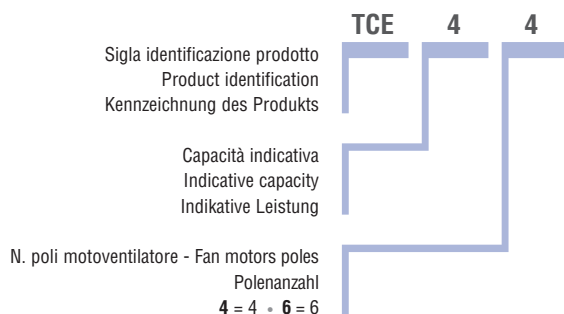 TCE 4 4
Sigla identificazione prodotto
Product identification
Kennzeichnung des Produkts
Capacità indicativa
Indicative capacity
Indikative Leistung
N. poli motoventilatore - Fan motors poles
Polenanzahl
4 = 4 • 6 = 6